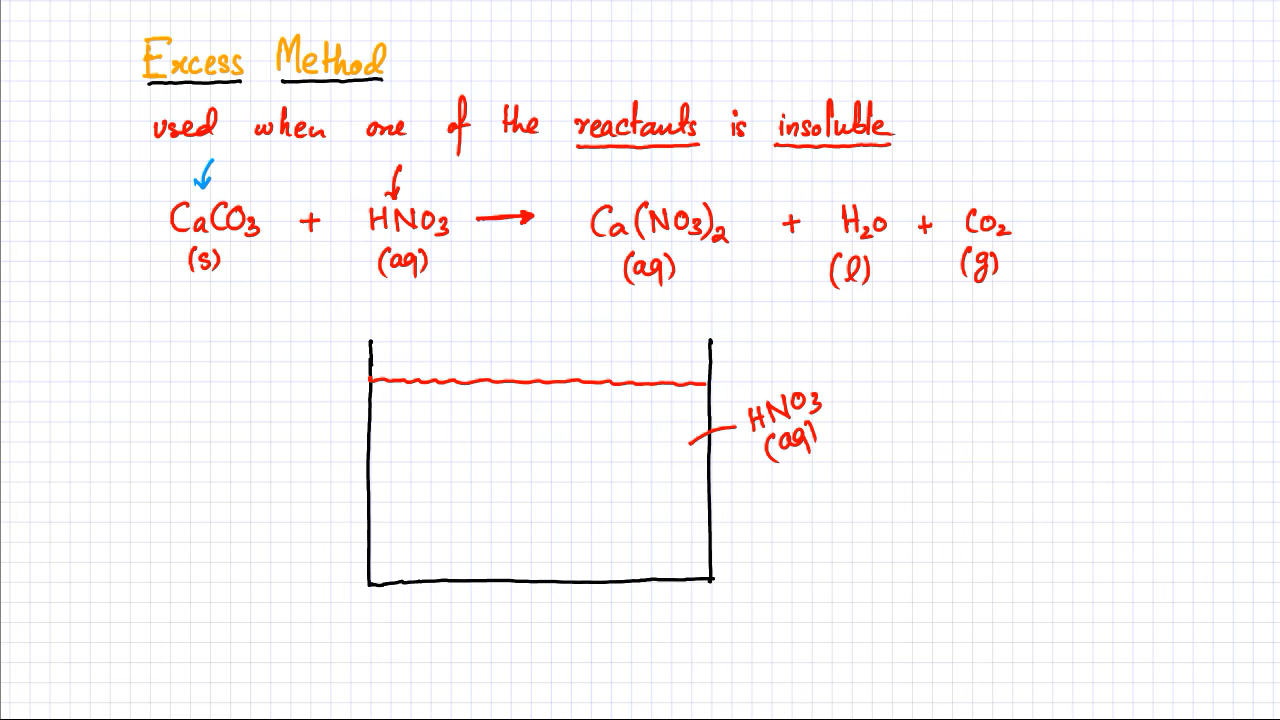 Excess Method
used when one of the reactants is insoluble
CaCO3 + HNO3 → Ca(NO3)2 + H2O + CO2
(s) (aq) (aq) (l) (g)
HNO3
(aq)